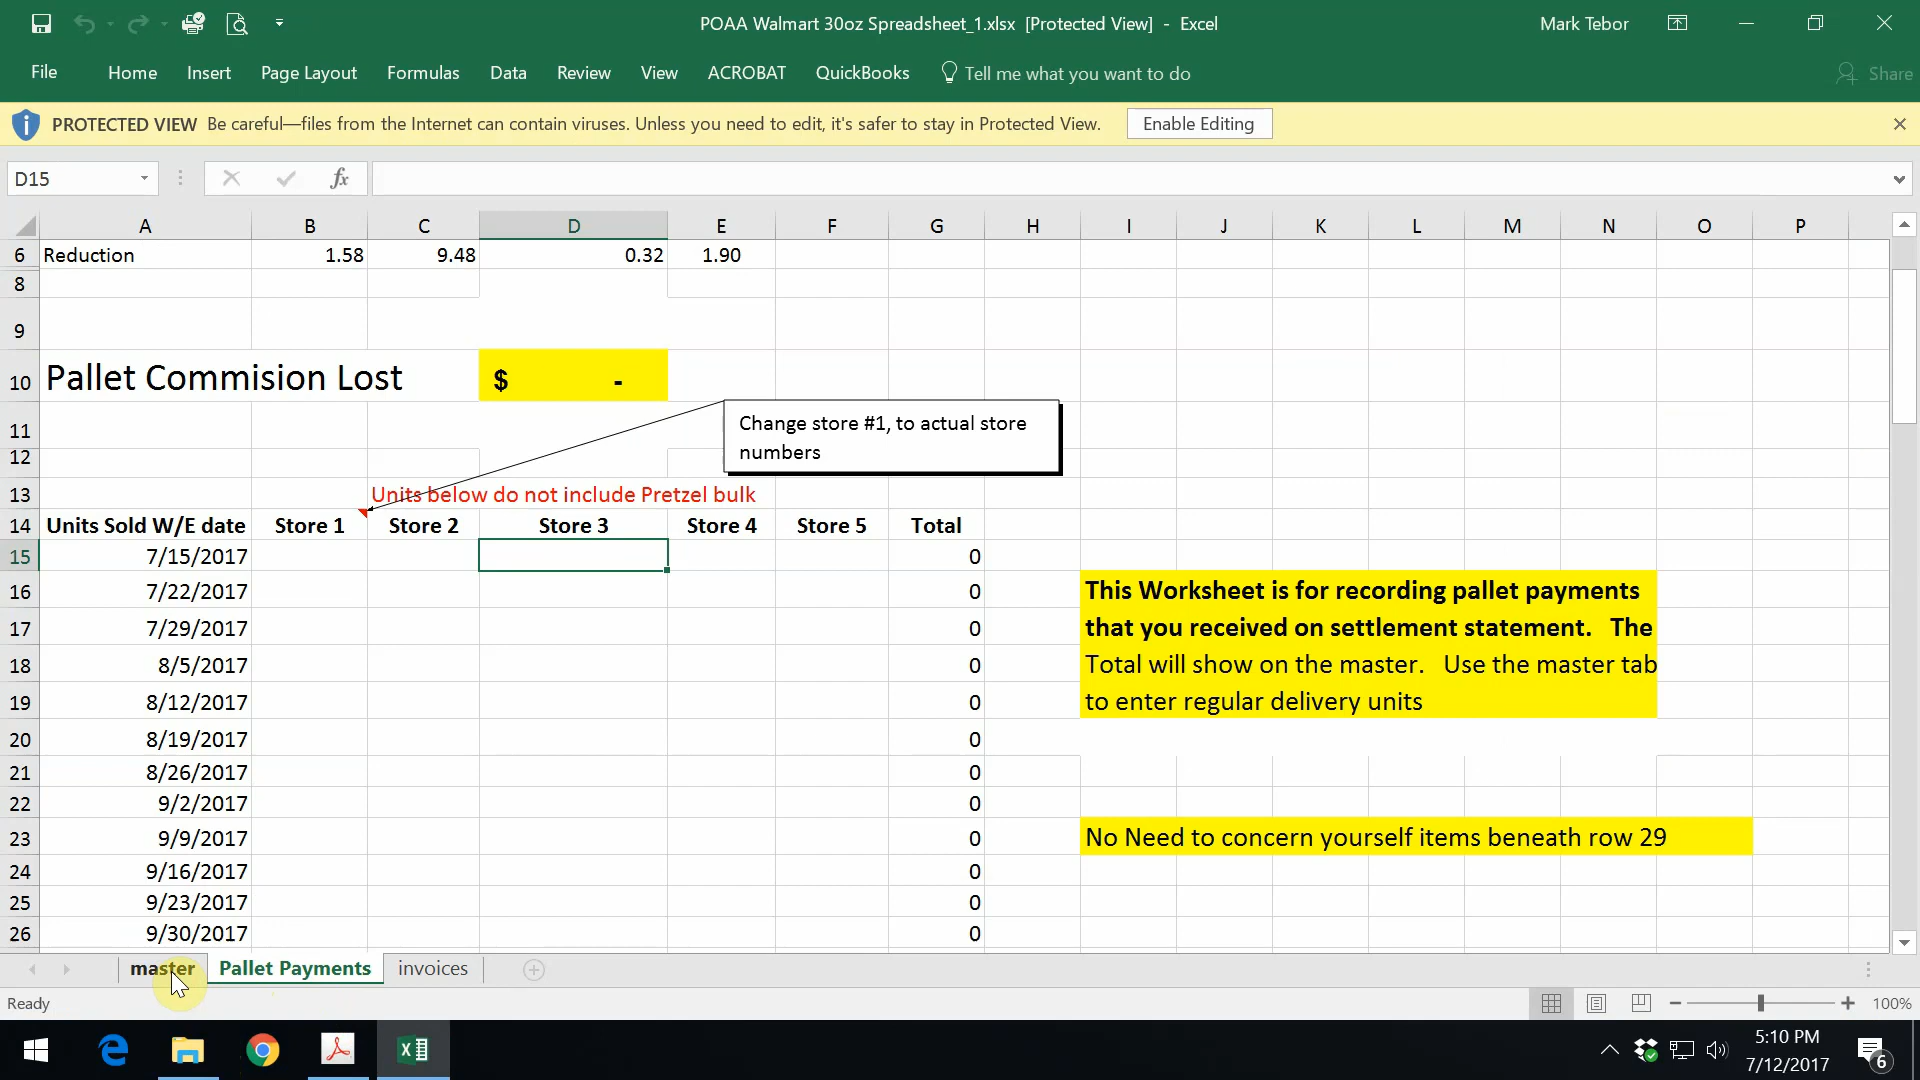 POAA Walmart 30oz Spreadsheet_1.xlsx [Protected View] - Excel
Mark Tebor
File Home Insert Page Layout Formulas Data Review View ACROBAT QuickBooks Tell me what you want to do Share
PROTECTED VIEW Be careful—files from the Internet can contain viruses. Unless you need to edit, it's safer to stay in Protected View. Enable Editing
D15 fx
A B C D E F G H I J K L M N O P
6 Reduction 1.58 9.48 0.32 1.90
8
9
10 Pallet Commision Lost $ -
11
Change store #1, to actual store
numbers
12
13 Units below do not include Pretzel bulk
14 Units Sold W/E date Store 1 Store 2 Store 3 Store 4 Store 5 Total
15 7/15/2017 0
16 7/22/2017 0 This Worksheet is for recording pallet payments
17 7/29/2017 0 that you received on settlement statement. The
18 8/5/2017 0 Total will show on the master. Use the master tab
19 8/12/2017 0 to enter regular delivery units
20 8/19/2017 0
21 8/26/2017 0
22 9/2/2017 0
23 9/9/2017 0 No Need to concern yourself items beneath row 29
24 9/16/2017 0
25 9/23/2017 0
26 9/30/2017 0
master Pallet Payments invoices
Ready 100%
5:10 PM
7/12/2017
6